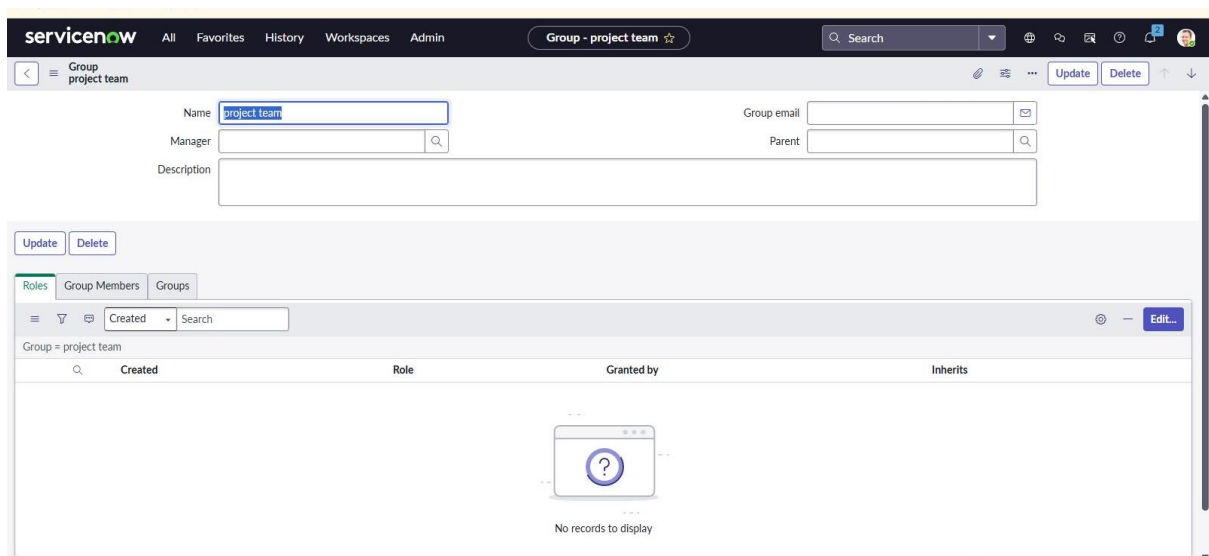 servicenow All Favorites History Workspaces Admin Group - project team Search 2
Group
project team
Update Delete
Name project team Group email
Manager Parent
Description
Update Delete
Roles Group Members Groups
Created Search Edit...
Group = project team
Created Role Granted by Inherits
?
No records to display